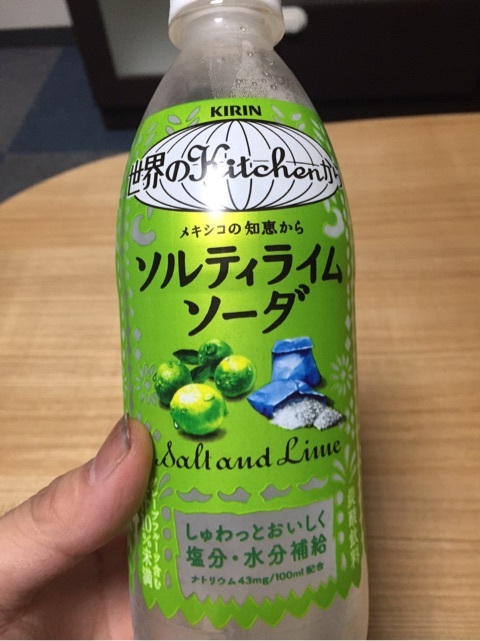 KIRIN
世界のKitchenか
メキシコの知恵から
ソルティライム
ソーダ
Salt and Lime
しゅわっとおいしく
塩分・水分補給
ナトリウム43mg/100ml配合